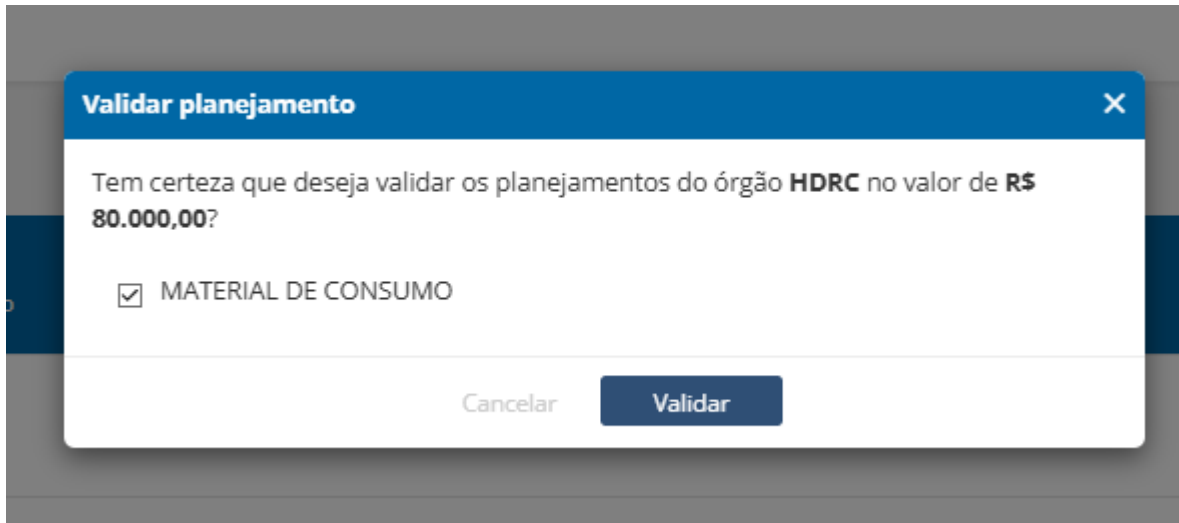 Validar planejamento
Tem certeza que deseja validar os planejamentos do órgão HDRC no valor de R$
80.000,00?
MATERIAL DE CONSUMO
Cancelar Validar